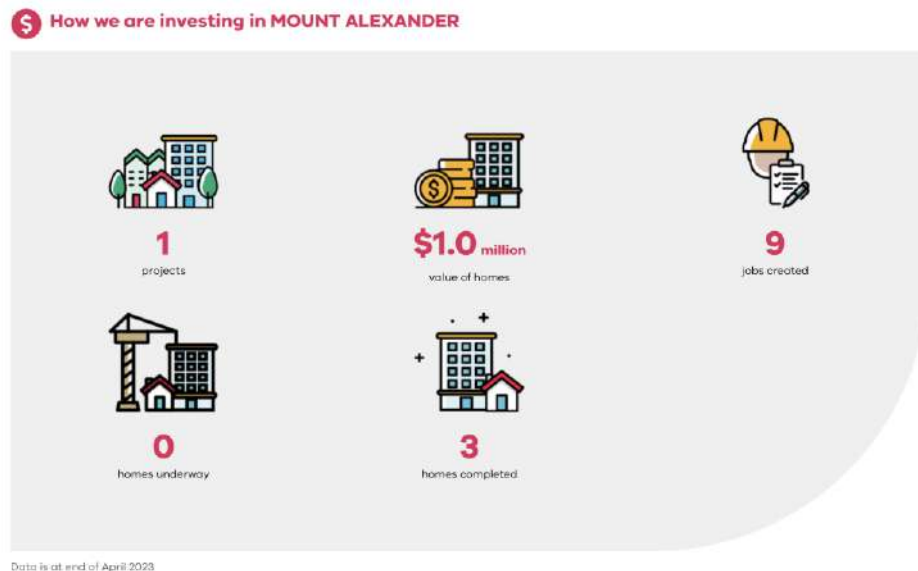 $ How we are investing in MOUNT ALEXANDER
1
projects
$1.0 million
value of homes
9
jobs created
0
homes underway
3
homes completed
Data is at end of April 2023